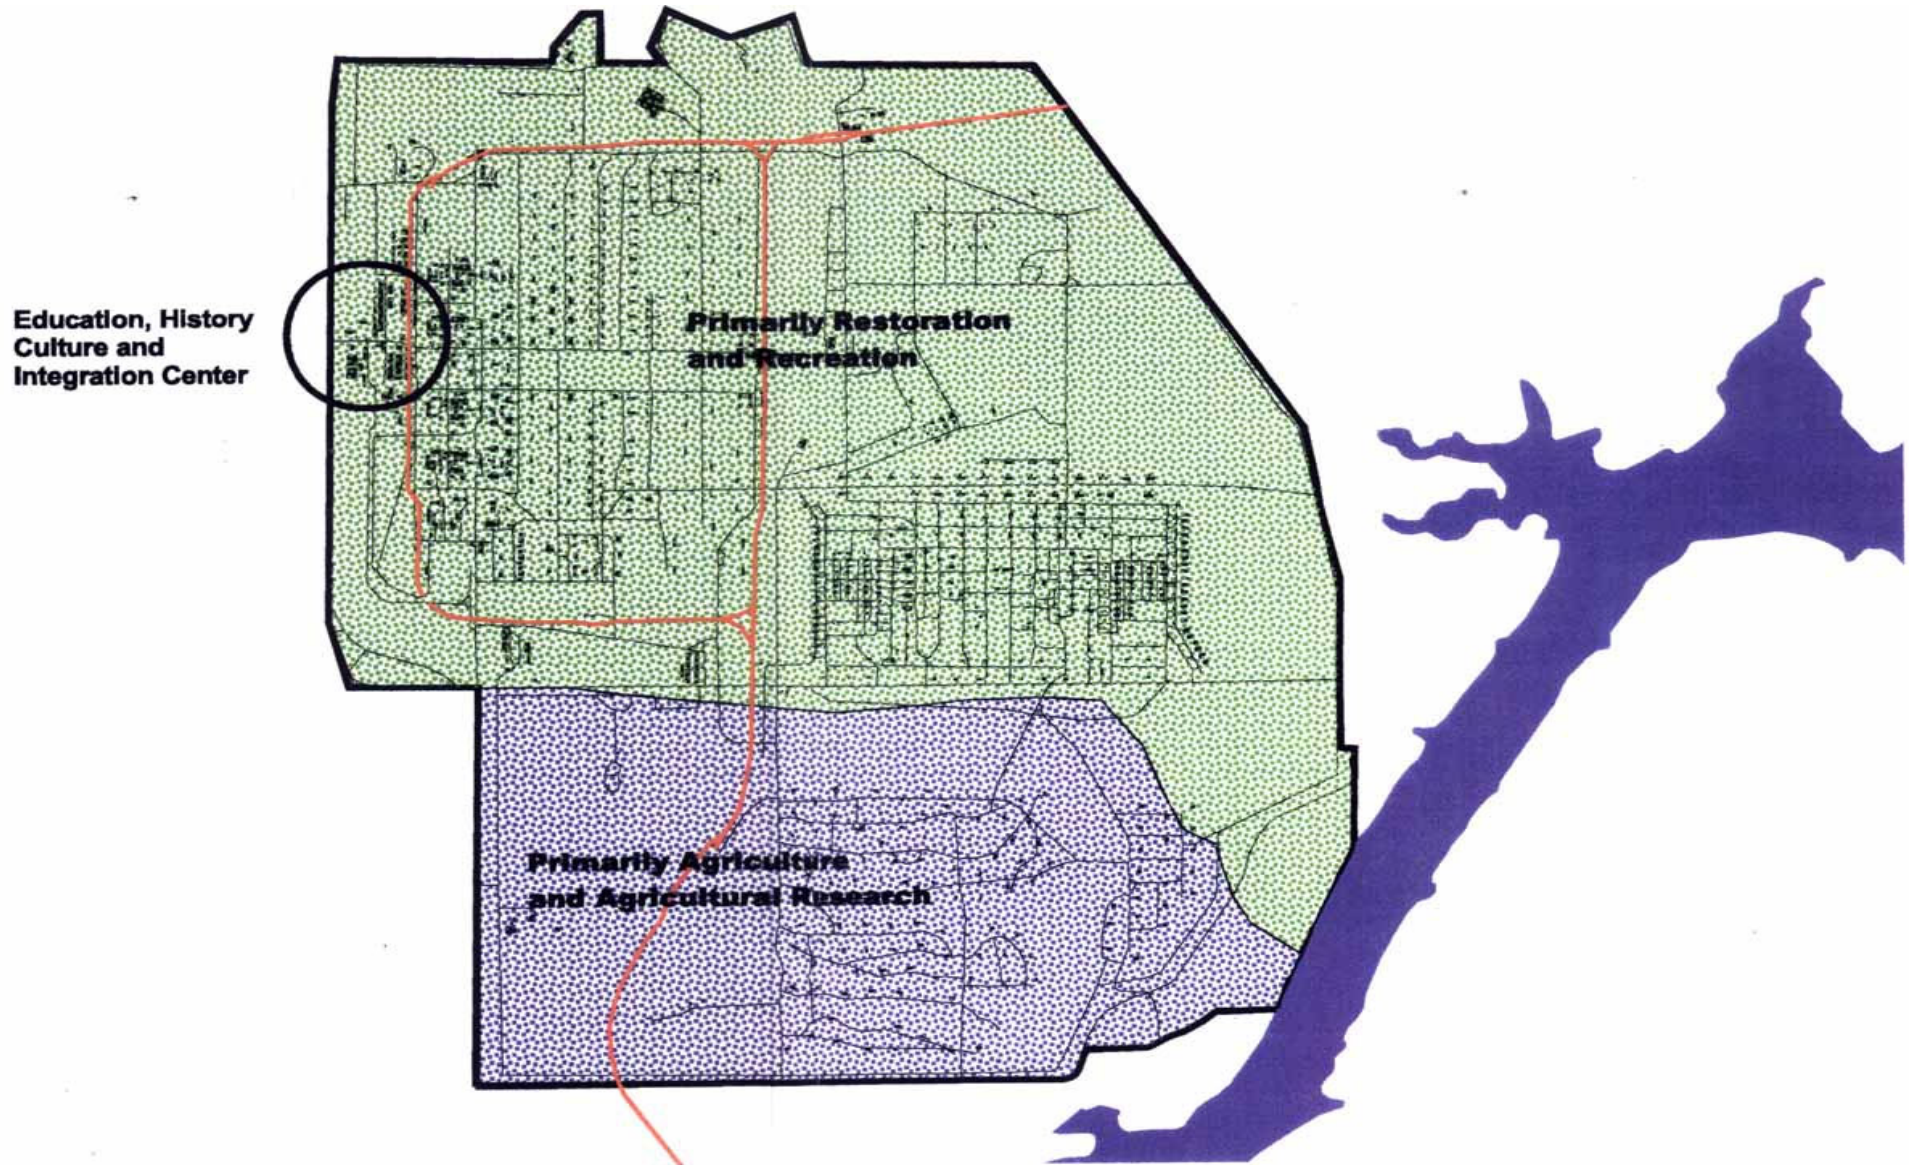 Education, History
Culture and
Integration Center
Primarily Restoration
and Recreation
Primarily Agriculture
and Agricultural Research